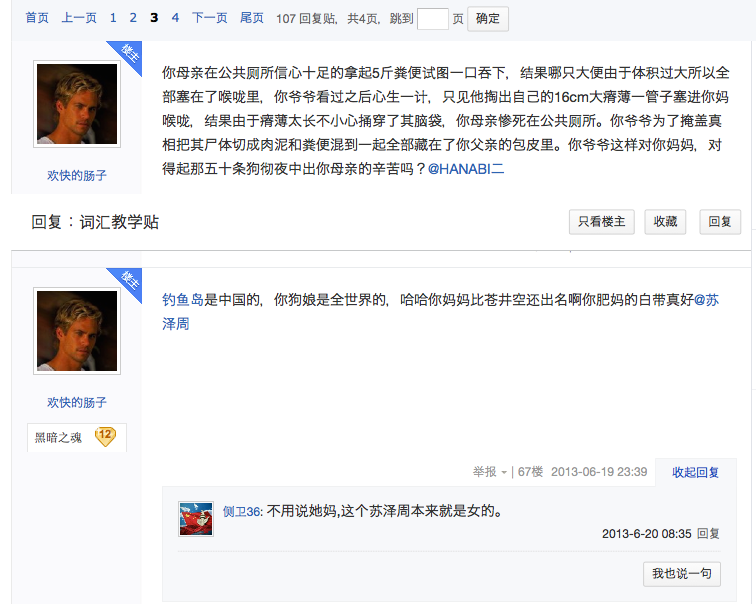 首页 上一页 1 2 3 4 下一页 尾页 107 回复贴，共4页，跳到 页 确定
楼主
你母亲在公共厕所信心十足的拿起5斤粪便试图一口吞下，结果哪只大便由于体积过大所以全
部塞在了喉咙里，你爷爷看过之后心生一计，只见他掏出自己的16cm大瘠薄一管子塞进你妈
喉咙，结果由于瘠薄太长不小心捅穿了其脑袋，你母亲惨死在公共厕所。你爷爷为了掩盖真
相把其尸体切成肉泥和粪便混到一起全部藏在了你父亲的包皮里。你爷爷这样对你妈妈，对
得起那五十条狗彻夜中出你母亲的辛苦吗？@HANABI二
欢快的肠子
回复：词汇教学贴 只看楼主 收藏 回复
楼主
钓鱼岛是中国的，你狗娘是全世界的，哈哈你妈妈比苍井空还出名啊你肥妈的白带真好@苏
泽周
欢快的肠子
黑暗之魂 12
举报 | 67楼 2013-06-19 23:39 收起回复
侧卫36: 不用说她妈,这个苏泽周本来就是女的。
2013-6-20 08:35 回复
我也说一句